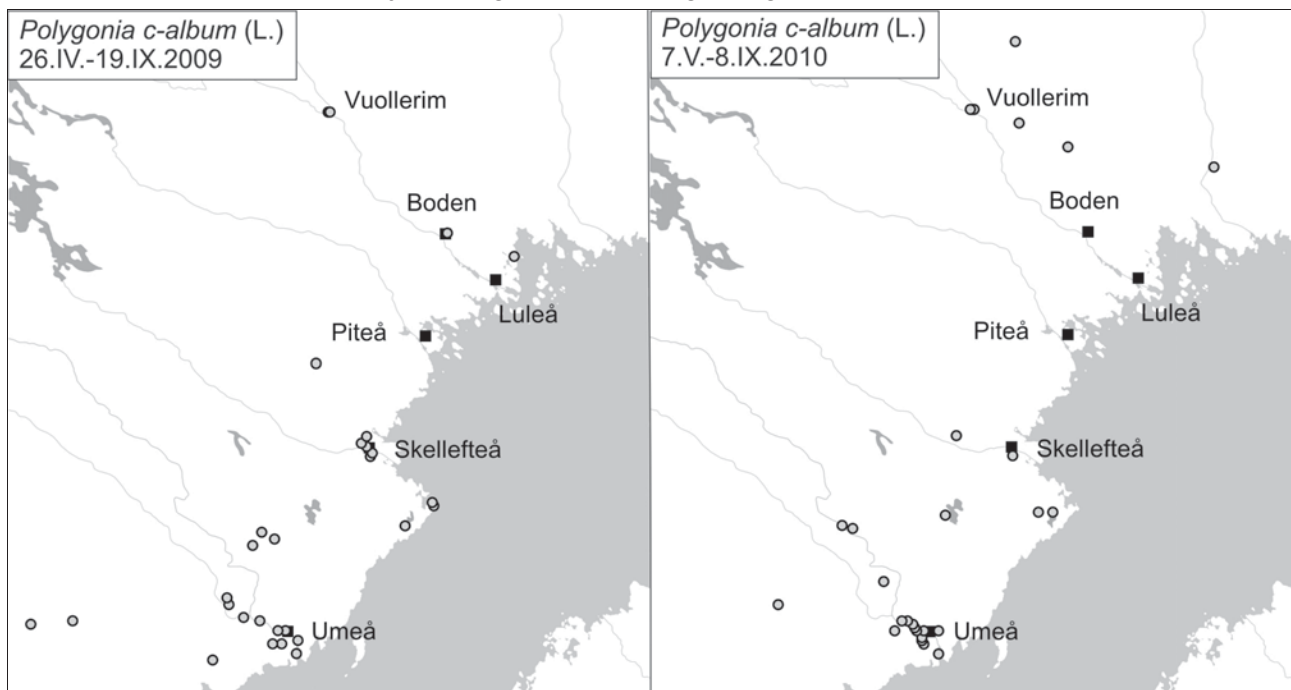 Polygonia c-album (L.)
26.IV.-19.IX.2009
Vuollerim
Boden
Luleå
Piteå
Skellefteå
Umeå
Polygonia c-album (L.)
7.V.-8.IX.2010
Vuollerim
Boden
Luleå
Piteå
Skellefteå
Umeå